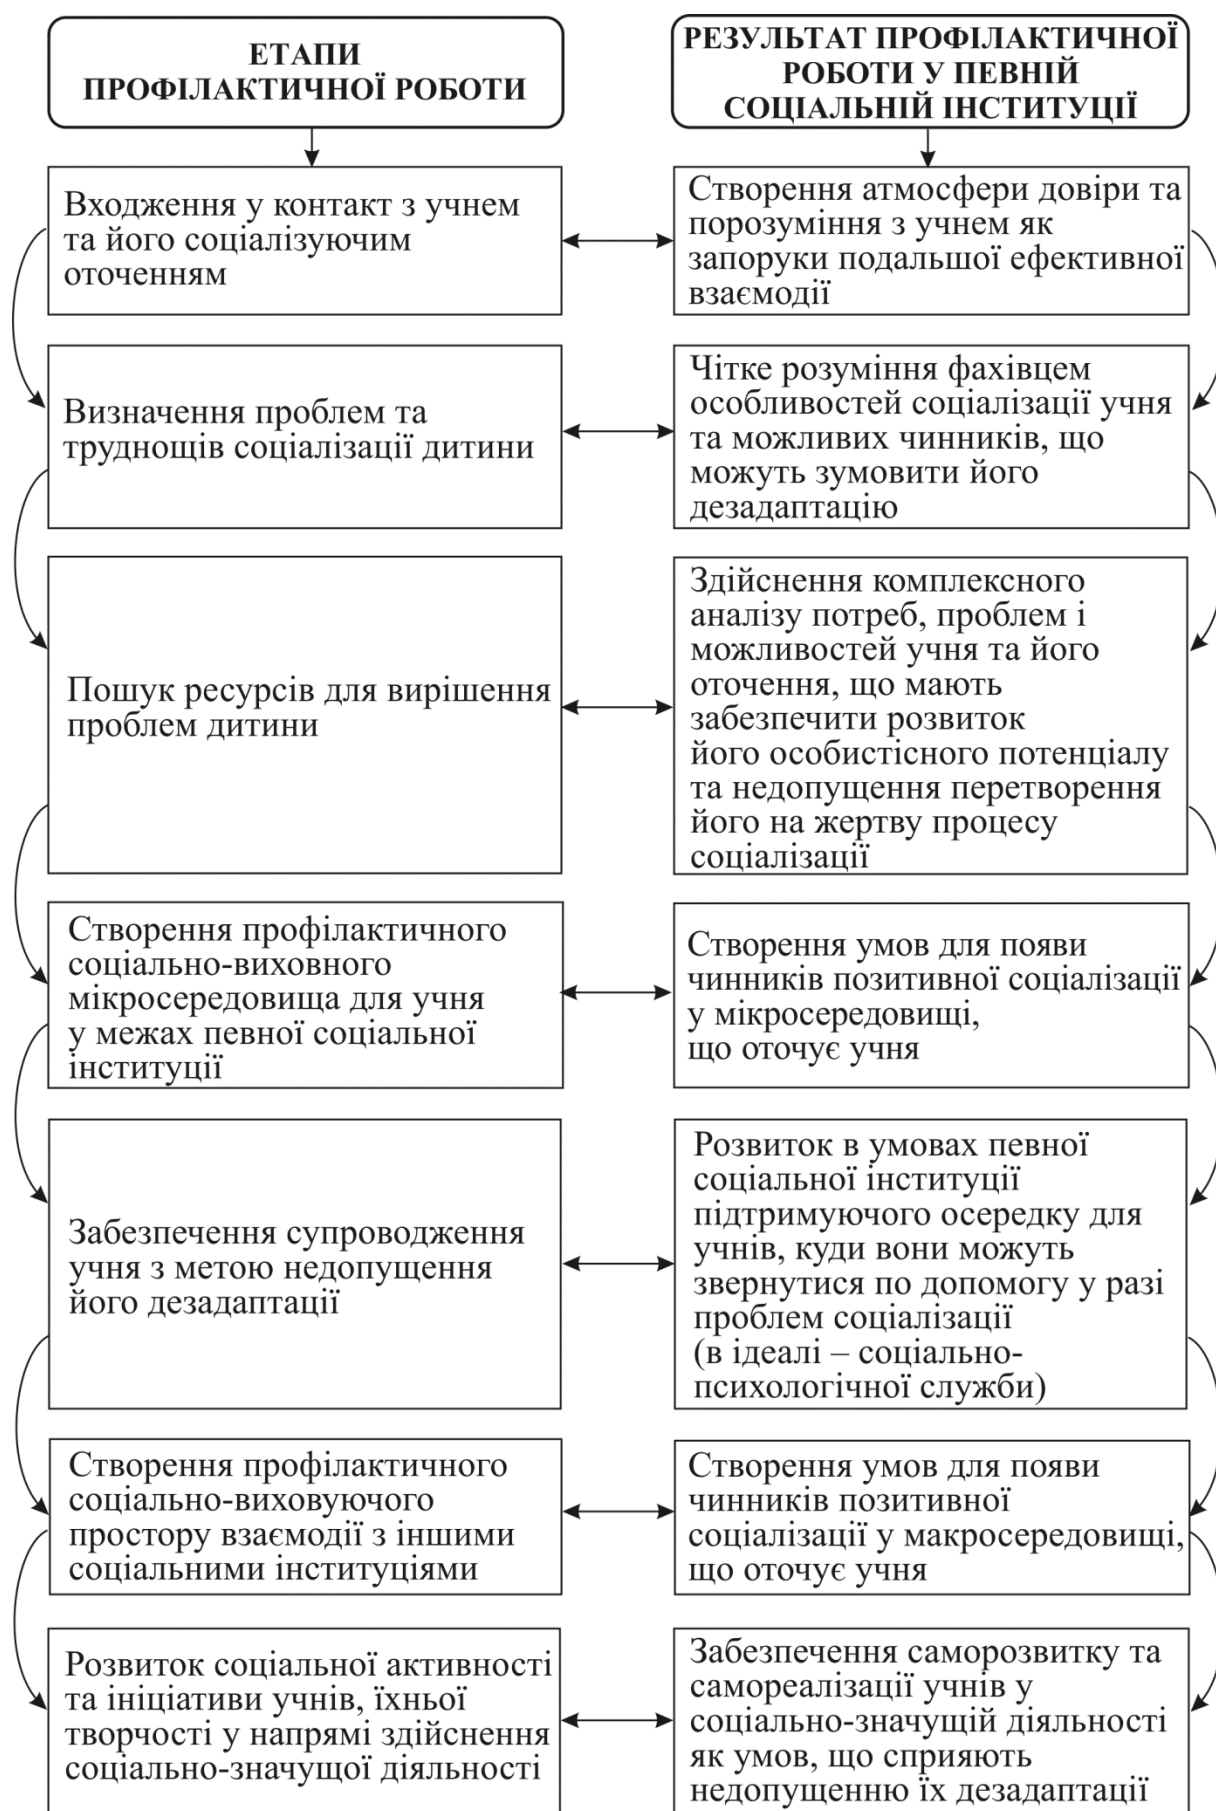 ЕТАПИ
ПРОФІЛАКТИЧНОЇ РОБОТИ
РЕЗУЛЬТАТ ПРОФІЛАКТИЧНОЇ
РОБОТИ У ПЕВНІЙ
СОЦІАЛЬНІЙ ІНСТИТУЦІЇ
Входження у контакт з учнем
та його соціалізуючим
оточенням
Створення атмосфери довіри та
порозуміння з учнем як
запоруки подальшої ефективної
взаємодії
Визначення проблем та
труднощів соціалізації дитини
Чітке розуміння фахівцем
особливостей соціалізації учня
та можливих чинників, що
можуть зумовити його
дезадаптацію
Пошук ресурсів для вирішення
проблем дитини
Здійснення комплексного
аналізу потреб, проблем і
можливостей учня та його
оточення, що мають
забезпечити розвиток
його особистісного потенціалу
та недопущення перетворення
його на жертву процесу
соціалізації
Створення профілактичного
соціально-виховного
мікросередовища для учня
у межах певної соціальної
інституції
Створення умов для появи
чинників позитивної соціалізації
у мікросередовищі,
що оточує учня
Забезпечення супроводження
учня з метою недопущення
його дезадаптації
Розвиток в умовах певної
соціальної інституції
підтримуючого осередку для
учнів, куди вони можуть
звернутися по допомогу у разі
проблем соціалізації
(в ідеалі – соціально-
психологічної служби)
Створення профілактичного
соціально-виховуючого
простору взаємодії з іншими
соціальними інституціями
Створення умов для появи
чинників позитивної
соціалізації у макросередовищі,
що оточує учня
Розвиток соціальної активності
та ініціативи учнів, їхньої
творчості у напрямі здійснення
соціально-значущої діяльності
Забезпечення саморозвитку та
самореалізації учнів у
соціально-значущій діяльності
як умов, що сприяють
недопущенню їх дезадаптації